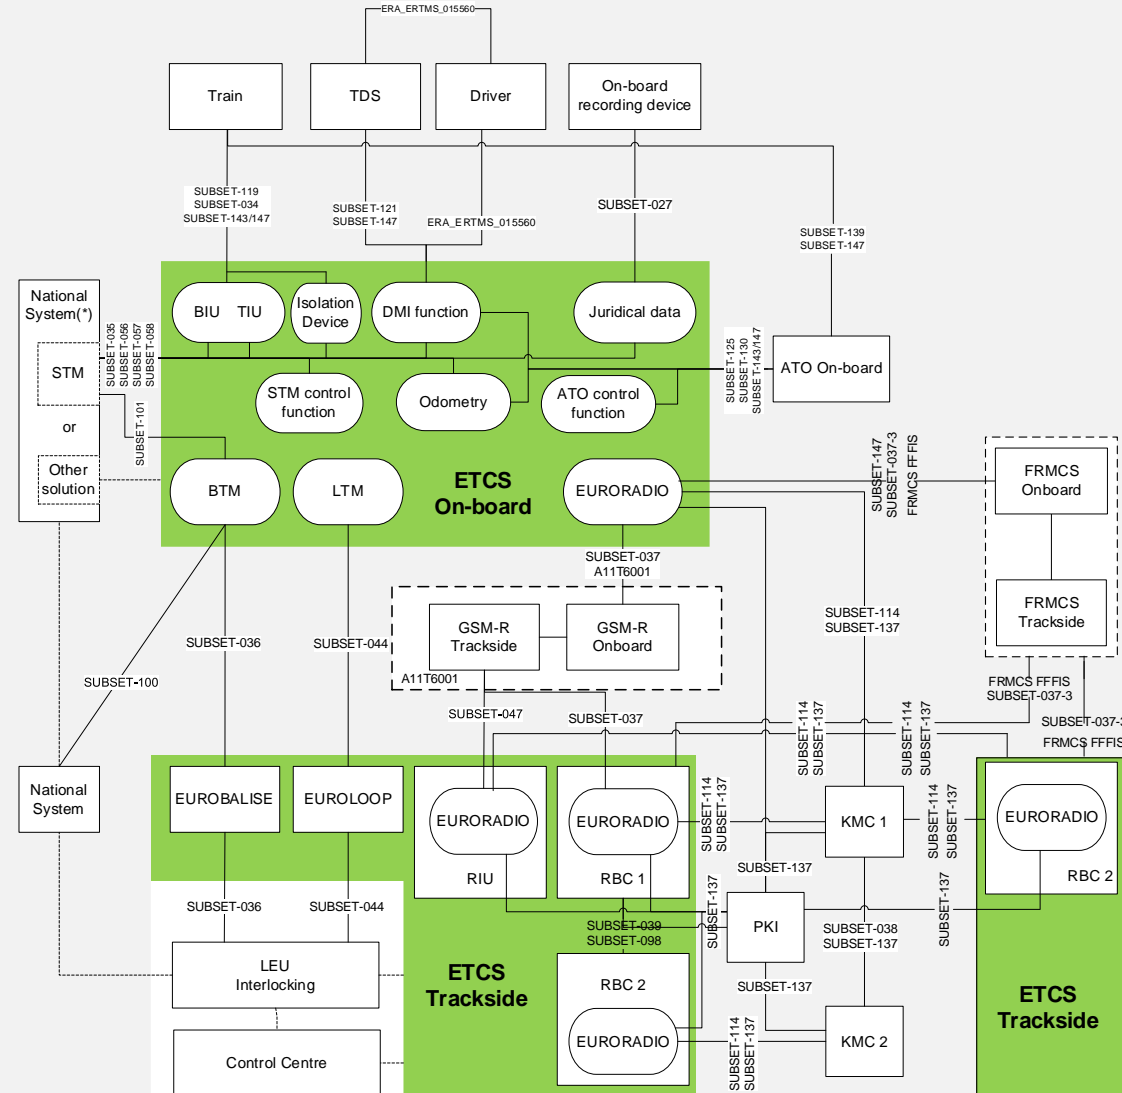 ERA_ERTMS_015560
Train
TDS
Driver
On-board
recording device
SUBSET-119
SUBSET-034
SUBSET-143/147
SUBSET-121
SUBSET-147
ERA_ERTMS_015560
SUBSET-027
SUBSET-139
SUBSET-147
National
System(*)
STM
or
Other
solution
SUBSET-035
SUBSET-056
SUBSET-057
SUBSET-058
SUBSET-101
BIU TIU
Isolation
Device
DMI function
Juridical data
STM control
function
Odometry
ATO control
function
SUBSET-125
SUBSET-130
SUBSET-143/147
ATO On-board
BTM
LTM
ETCS
On-board
EURORADIO
SUBSET-147
SUBSET-037-3
FRMCS FFFIS
FRMCS
Onboard
FRMCS
Trackside
SUBSET-037
A11T6001
GSM-R
Trackside
GSM-R
Onboard
A11T6001
SUBSET-036
SUBSET-044
SUBSET-100
SUBSET-114
SUBSET-137
FRMCS FFFIS
SUBSET-037-3
SUBSET-047
SUBSET-037
SUBSET-114
SUBSET-137
SUBSET-114
SUBSET-137
SUBSET-037-3
FRMCS FFFIS
National
System
EUROBALISE
EUROLOOP
EURORADIO
RIU
EURORADIO
RBC 1
SUBSET-114
SUBSET-137
KMC 1
SUBSET-114
SUBSET-137
EURORADIO
RBC 2
SUBSET-137
SUBSET-036
SUBSET-044
SUBSET-039
SUBSET-098
SUBSET-137
PKI
SUBSET-038
SUBSET-137
SUBSET-137
LEU
Interlocking
ETCS
Trackside
RBC 2
EURORADIO
SUBSET-137
SUBSET-114
SUBSET-137
KMC 2
ETCS
Trackside
Control Centre